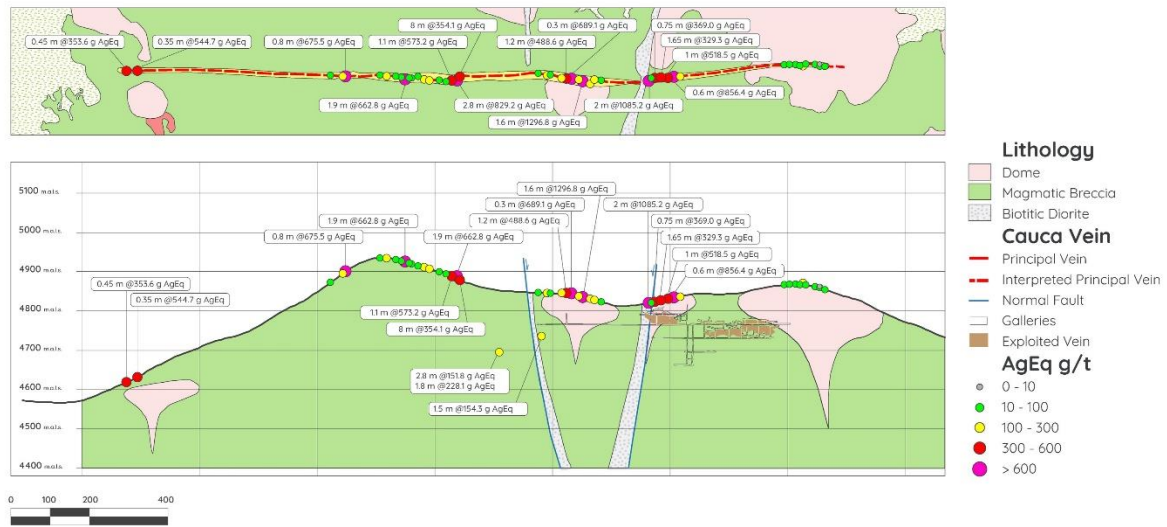 8 m @354.1 g AgEq
0.3 m @689.1 g AgEq
0.75 m @369.0 g AgEq
0.45 m @353.6 g AgEq
0.35 m @544.7 g AgEq
0.8 m @675.5 g AgEq
1.1 m @573.2 g AgEq
1.2 m @488.6 g AgEq
1.65 m @329.3 g AgEq
1 m @518.5 g AgEq
1.9 m @662.8 g AgEq
2.8 m @829.2 g AgEq
2 m @1085.2 g AgEq
0.6 m @856.4 g AgEq
1.6 m @1296.8 g AgEq
5100 m.a.s.l.
5000 m.a.s.l.
4900 m.a.s.l.
4800 m.a.s.l.
4700 m.a.s.l.
4600 m.a.s.l.
4500 m.a.s.l.
4400 m.a.s.l.
1.6 m @1296.8 g AgEq
0.3 m @689.1 g AgEq
2 m @1085.2 g AgEq
1.9 m @662.8 g AgEq
1.2 m @488.6 g AgEq
0.75 m @369.0 g AgEq
0.8 m @675.5 g AgEq
1.9 m @662.8 g AgEq
1.65 m @329.3 g AgEq
1 m @518.5 g AgEq
0.6 m @856.4 g AgEq
0.45 m @353.6 g AgEq
0.35 m @544.7 g AgEq
1.1 m @573.2 g AgEq
8 m @354.1 g AgEq
2.8 m @151.8 g AgEq
1.8 m @228.1 g AgEq
1.5 m @154.3 g AgEq
0 100 200 400
Lithology
Dome
Magmatic Breccia
Biotitic Diorite
Cauca Vein
Principal Vein
Interpreted Principal Vein
Normal Fault
Galleries
Exploited Vein
AgEq g/t
0 - 10
10 - 100
100 - 300
300 - 600
> 600